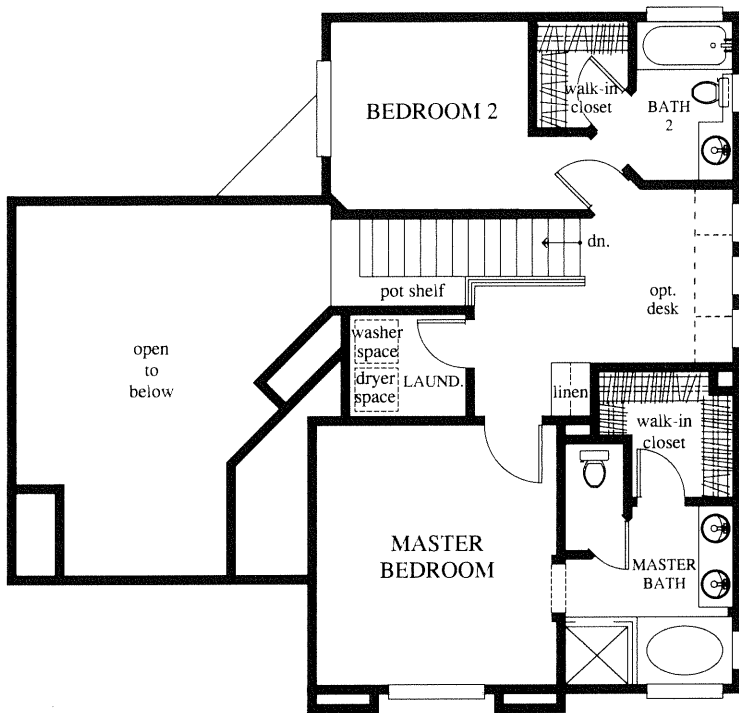 walk-in
closet
BEDROOM 2
BATH
2
dn.
pot shelf
opt.
desk
washer
space
open
to
below
dryer
space
LAUND.
linen
walk-in
closet
MASTER
BEDROOM
MASTER
BATH